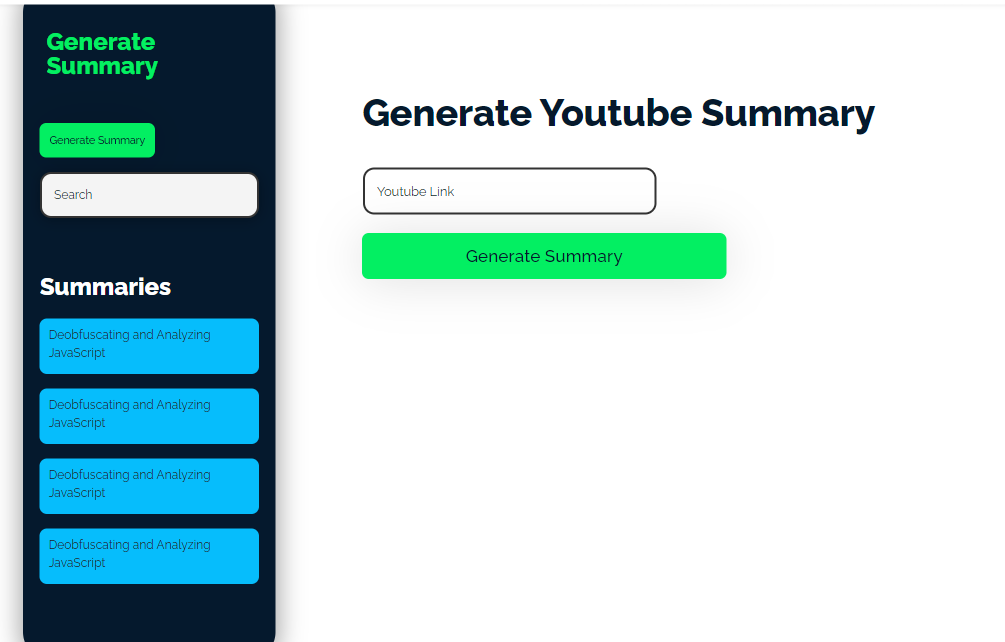 Generate
Summary
Generate Summary
Search
Summaries
Deobfuscating and Analyzing
JavaScript
Deobfuscating and Analyzing
JavaScript
Deobfuscating and Analyzing
JavaScript
Deobfuscating and Analyzing
JavaScript
Generate Youtube Summary
Youtube Link
Generate Summary